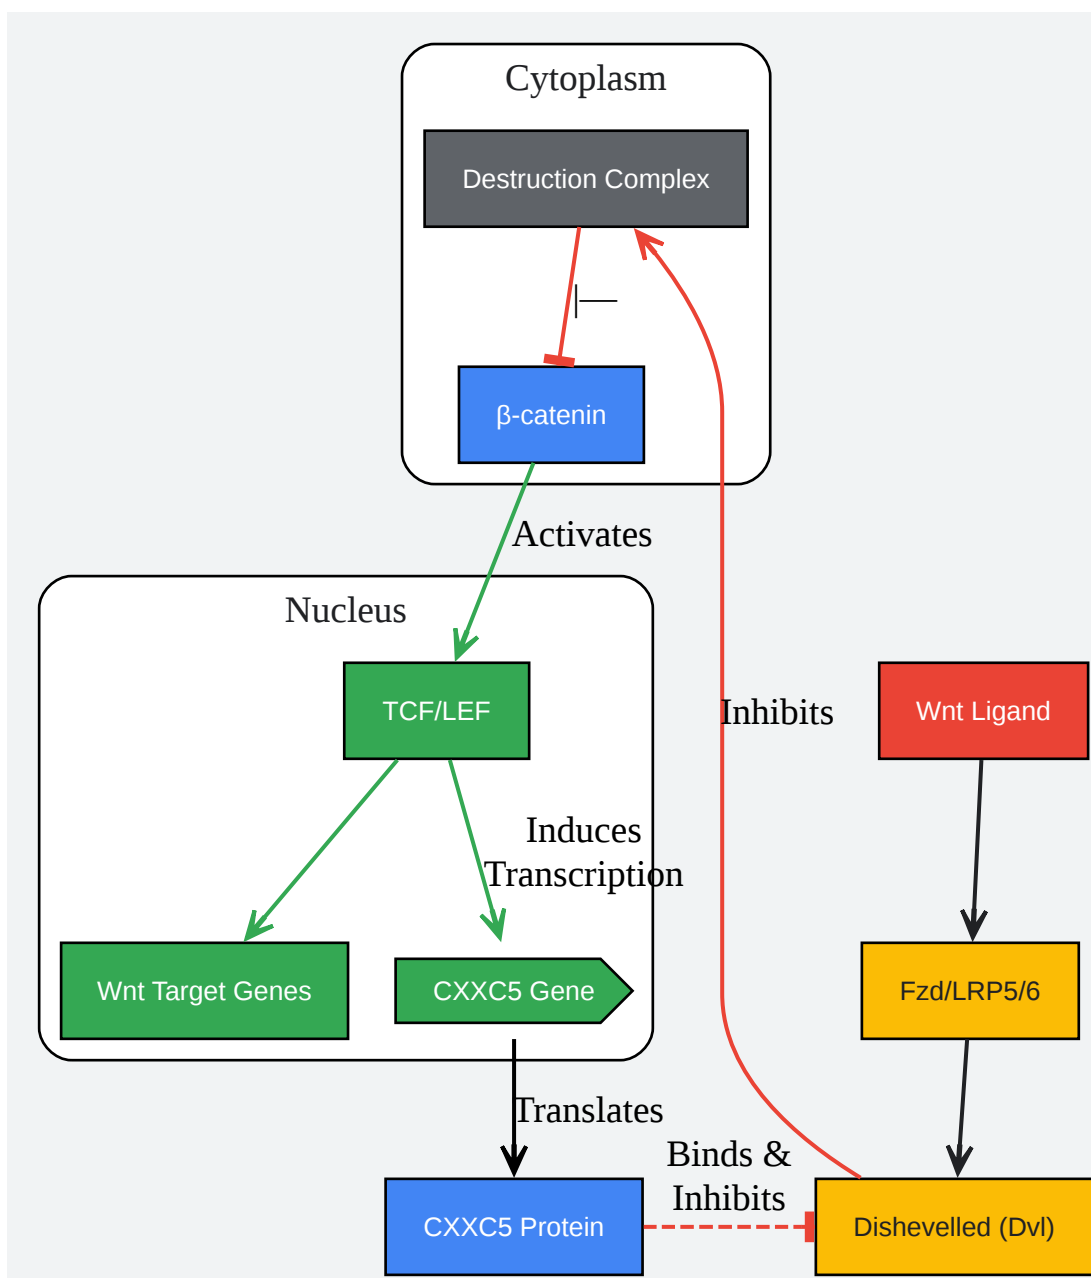 Cytoplasm
Destruction Complex
β-catenin
Activates
Nucleus
TCF/LEF
Inhibits
Wnt Ligand
Induces
Transcription
Wnt Target Genes
CXXC5 Gene
Fzd/LRP5/6
Translates
Binds &
Inhibits
CXXC5 Protein
Dishevelled (Dvl)